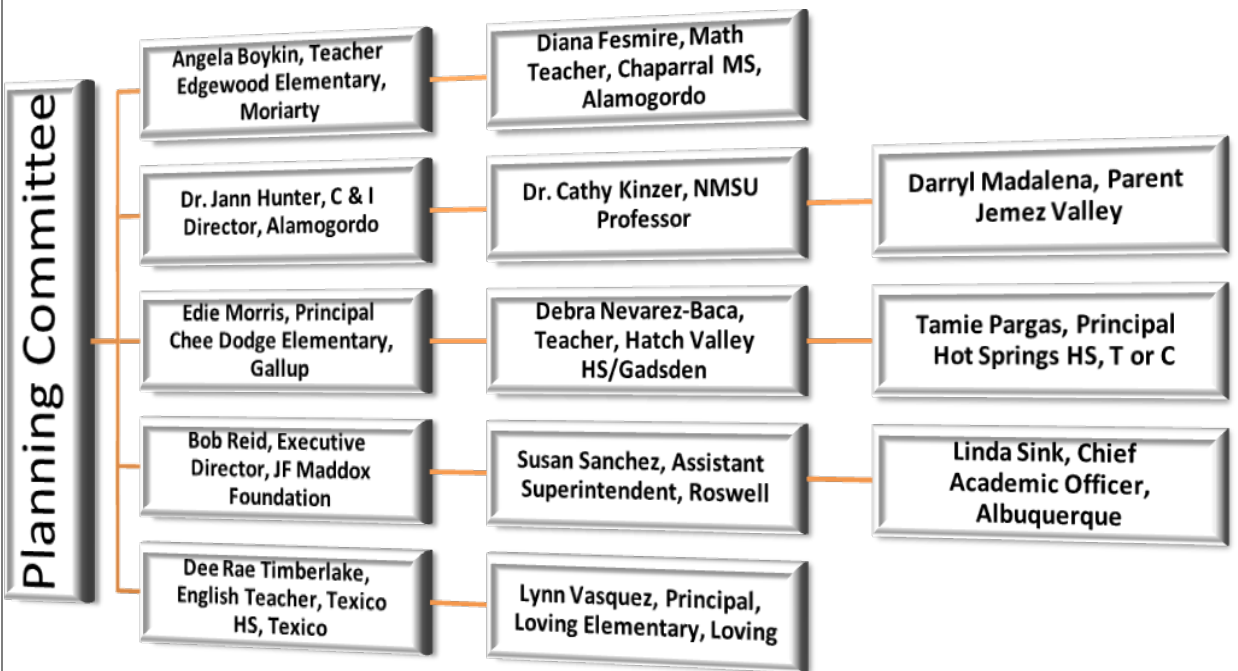 Planning Committee
Angela Boykin, Teacher
Edgewood Elementary,
Moriarty
Diana Fesmire, Math
Teacher, Chaparral MS,
Alamogordo
Dr. Jann Hunter, C & I
Director, Alamogordo
Dr. Cathy Kinzer, NMSU
Professor
Darryl Madalena, Parent
Jemez Valley
Edie Morris, Principal
Chee Dodge Elementary,
Gallup
Debra Nevarez-Baca,
Teacher, Hatch Valley
HS/Gadsden
Tamie Pargas, Principal
Hot Springs HS, T or C
Bob Reid, Executive
Director, JF Maddox
Foundation
Susan Sanchez, Assistant
Superintendent, Roswell
Linda Sink, Chief
Academic Officer,
Albuquerque
Dee Rae Timberlake,
English Teacher, Texico
HS, Texico
Lynn Vasquez, Principal,
Loving Elementary, Loving